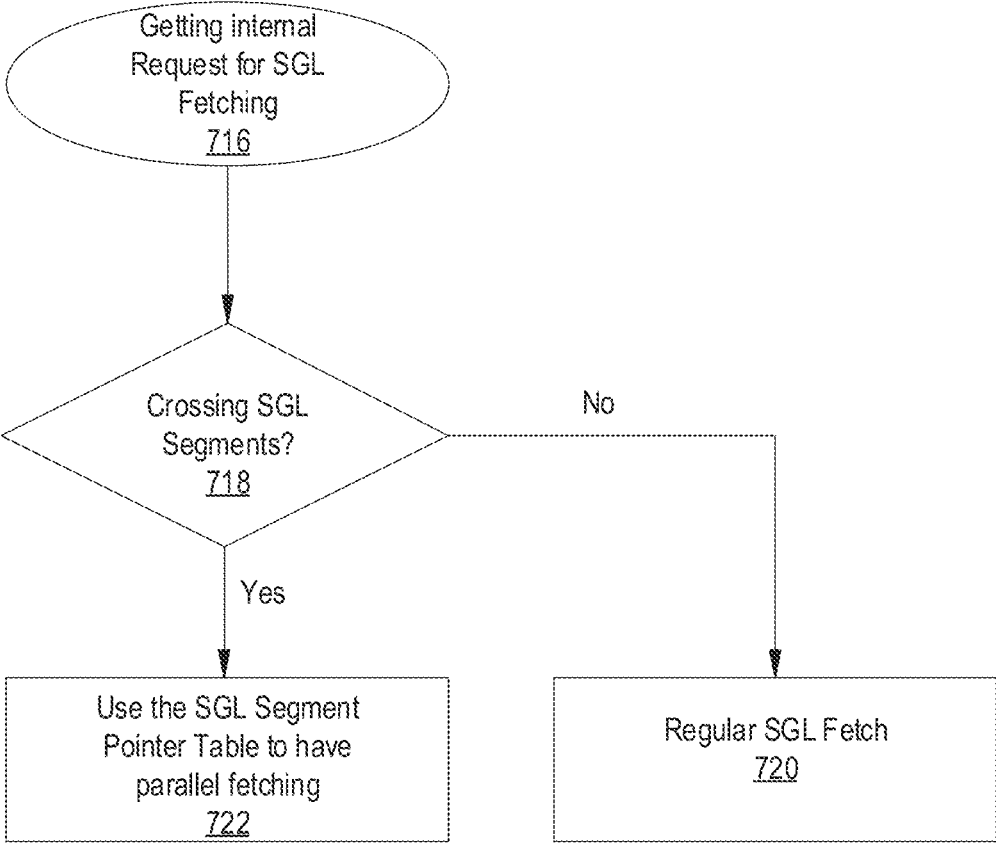 Getting internal
Request for SGL
Fetching
716
Crossing SGL
Segments?
718
No
Yes
Use the SGL Segment
Pointer Table to have
parallel fetching
722
Regular SGL Fetch
720